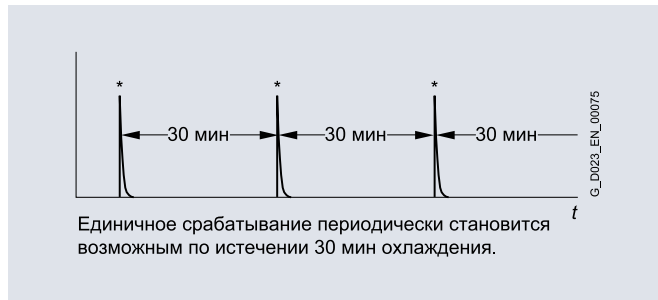 * * *
30 мин 30 мин 30 мин
G_D023_EN_00075
t
Единичное срабатывание периодически становится
возможным по истечении 30 мин охлаждения.